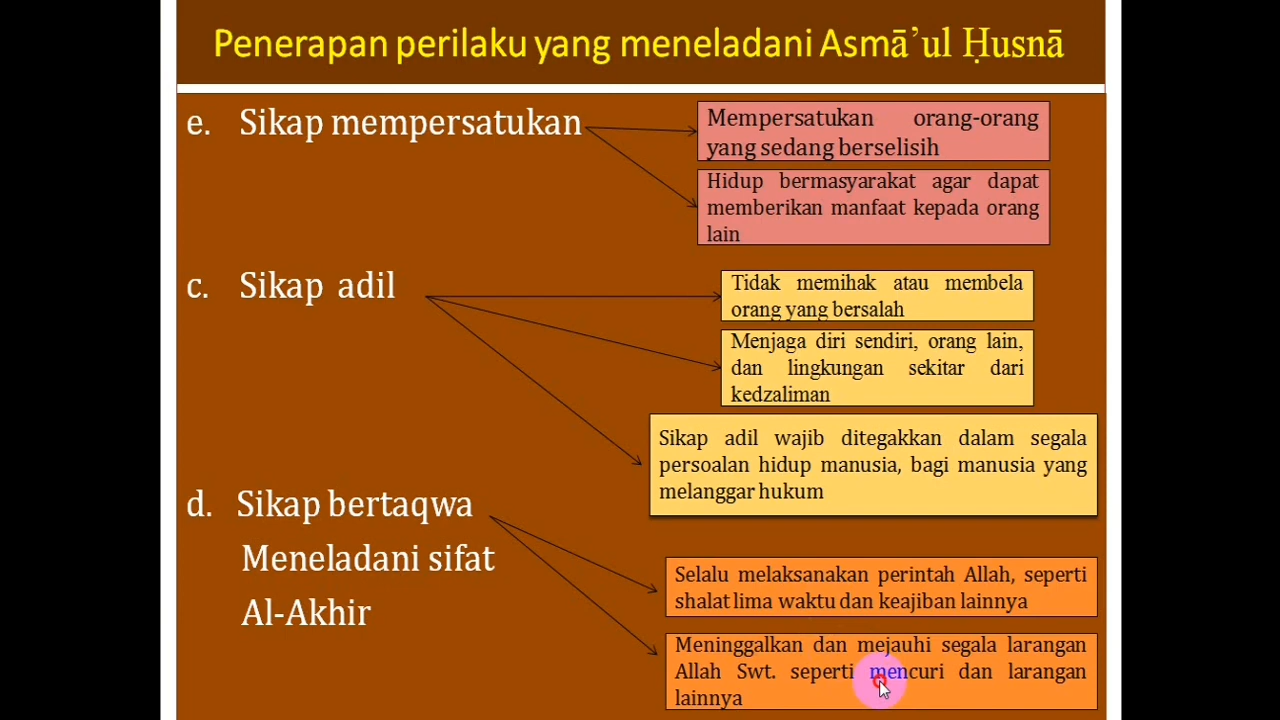 Penerapan perilaku yang meneladani Asmā’ul Ḥusnā
e. Sikap mempersatukan
Mempersatukan orang-orang
yang sedang berselisih
Hidup bermasyarakat agar dapat
memberikan manfaat kepada orang
lain
c. Sikap adil
Tidak memihak atau membela
orang yang bersalah
Menjaga diri sendiri, orang lain,
dan lingkungan sekitar dari
kedzaliman
Sikap adil wajib ditegakkan dalam segala
persoalan hidup manusia, bagi manusia yang
melanggar hukum
d. Sikap bertaqwa
Meneladani sifat
Al-Akhir
Selalu melaksanakan perintah Allah, seperti
shalat lima waktu dan keajiban lainnya
Meninggalkan dan mejauhi segala larangan
Allah Swt. seperti mencuri dan larangan
lainnya